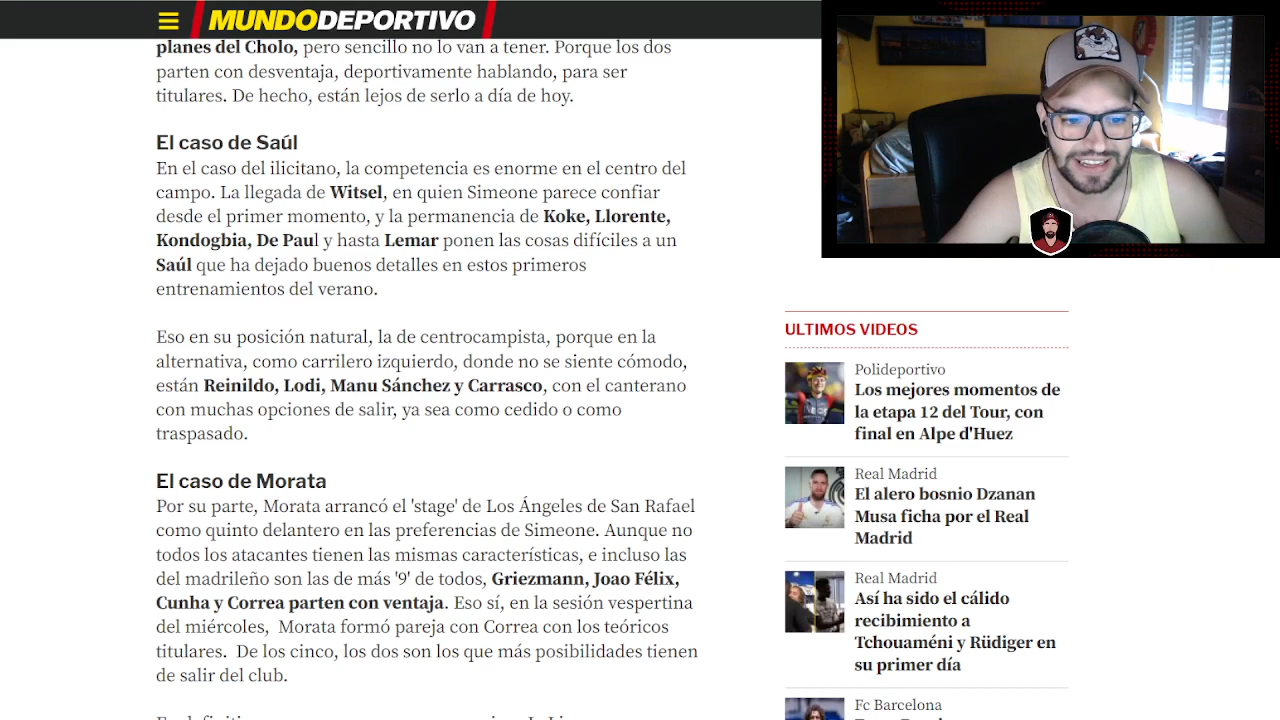 MUNDODEPORTIVO
planes del Cholo, pero sencillo no lo van a tener. Porque los dos
parten con desventaja, deportivamente hablando, para ser
titulares. De hecho, están lejos de serlo a día de hoy.
El caso de Saúl
En el caso del ilicitano, la competencia es enorme en el centro del
campo. La llegada de Witsel, en quien Simeone parece confiar
desde el primer momento, y la permanencia de Koke, Llorente,
Kondogbia, De Paul y hasta Lemar ponen las cosas difíciles a un
Saúl que ha dejado buenos detalles en estos primeros
entrenamientos del verano.
Eso en su posición natural, la de centrocampista, porque en la
alternativa, como carrilero izquierdo, donde no se siente cómodo,
están Reinildo, Lodi, Manu Sánchez y Carrasco, con el canterano
con muchas opciones de salir, ya sea como cedido o como
traspasado.
El caso de Morata
Por su parte, Morata arrancó el 'stage' de Los Ángeles de San Rafael
como quinto delantero en las preferencias de Simeone. Aunque no
todos los atacantes tienen las mismas características, e incluso las
del madrileño son las de más '9' de todos, Griezmann, Joao Félix,
Cunha y Correa parten con ventaja. Eso sí, en la sesión vespertina
del miércoles, Morata formó pareja con Correa con los teóricos
titulares. De los cinco, los dos son los que más posibilidades tienen
de salir del club.
ULTIMOS VIDEOS
Polideportivo
Los mejores momentos de
la etapa 12 del Tour, con
final en Alpe d'Huez
Real Madrid
El alero bosnio Dzanan
Musa ficha por el Real
Madrid
Real Madrid
Así ha sido el cálido
recibimiento a
Tchouaméni y Rüdiger en
su primer día
Fc Barcelona